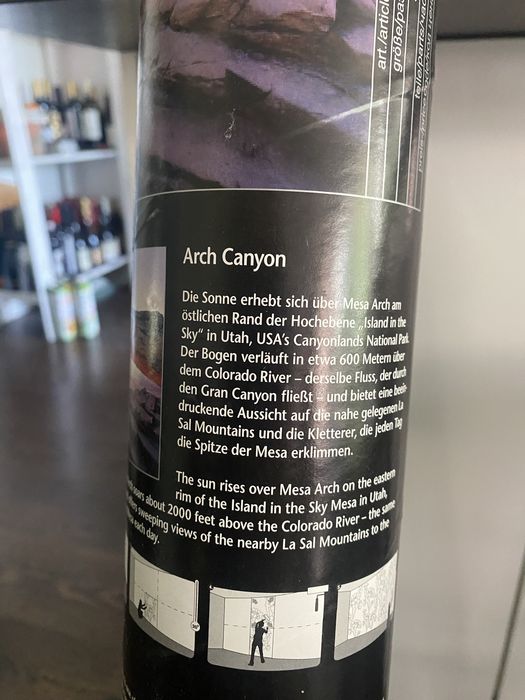 art./article
größe/pa
teile/parts/piec
Arch Canyon
Die Sonne erhebt sich über Mesa Arch am
östlichen Rand der Hochebene „Island in the
Sky“ in Utah, USA's Canyonlands National Park.
Der Bogen verläuft in etwa 600 Metern über
dem Colorado River – derselbe Fluss, der durch
den Gran Canyon fließt – und bietet eine beein-
druckende Aussicht auf die nahe gelegenen La
Sal Mountains und die Kletterer, die jeden Tag
die Spitze der Mesa erklimmen.
The sun rises over Mesa Arch on the eastern
rim of the Island in the Sky Mesa in Utah,
soars about 2000 feet above the Colorado River – the same
sweeping views of the nearby La Sal Mountains to the
each day.